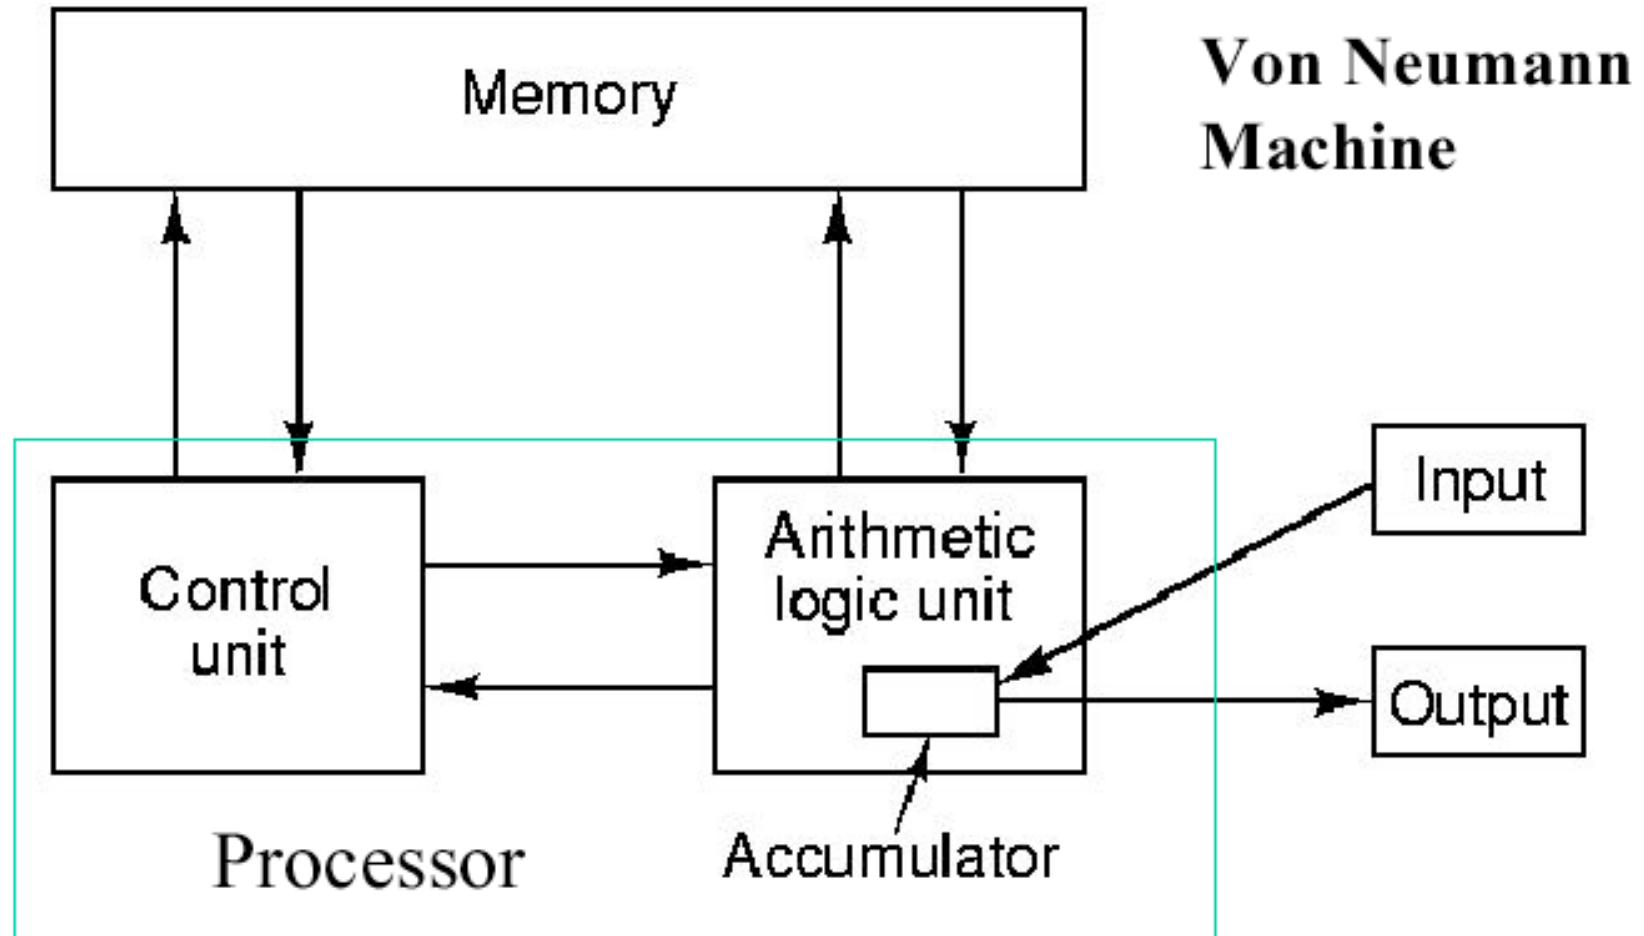 Memory
Von Neumann
Machine
Control
unit
Arithmetic
logic unit
Input
Output
Processor
Accumulator